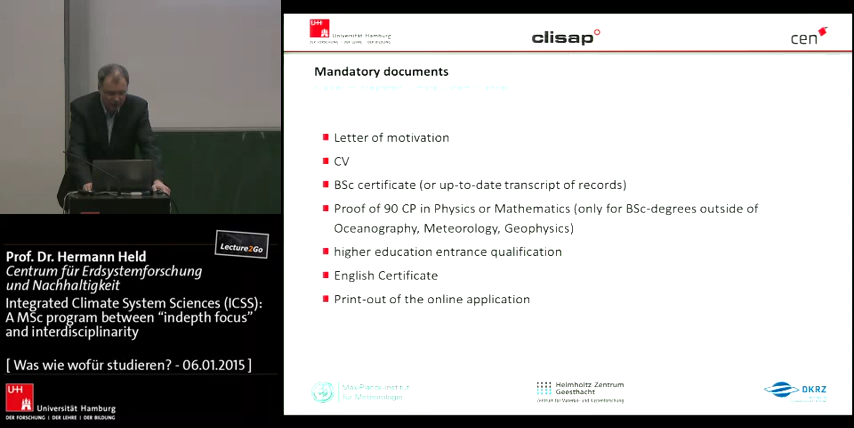 UH
Universität Hamburg
DER FORSCHUNG | DER LEHRE | DER BILDUNG
clisap
cen
Mandatory documents
Letter of motivation
CV
BSc certificate (or up-to-date transcript of records)
Proof of 90 CP in Physics or Mathematics (only for BSc-degrees outside of
Oceanography, Meteorology, Geophysics)
higher education entrance qualification
English Certificate
Print-out of the online application
Max-Planck-Institut
für Meteorologie
Helmholtz Zentrum
Geesthacht
Zentrum für Material- und Küstenforschung
DKRZ
Lecture2Go
Prof. Dr. Hermann Held
Centrum für Erdsystemforschung
und Nachhaltigkeit
Integrated Climate System Sciences (ICSS):
A MSc program between "indepth focus"
and interdisciplinarity
[ Was wie wofür studieren? - 06.01.2015 ]
UH
Universität Hamburg
DER FORSCHUNG | DER LEHRE | DER BILDUNG